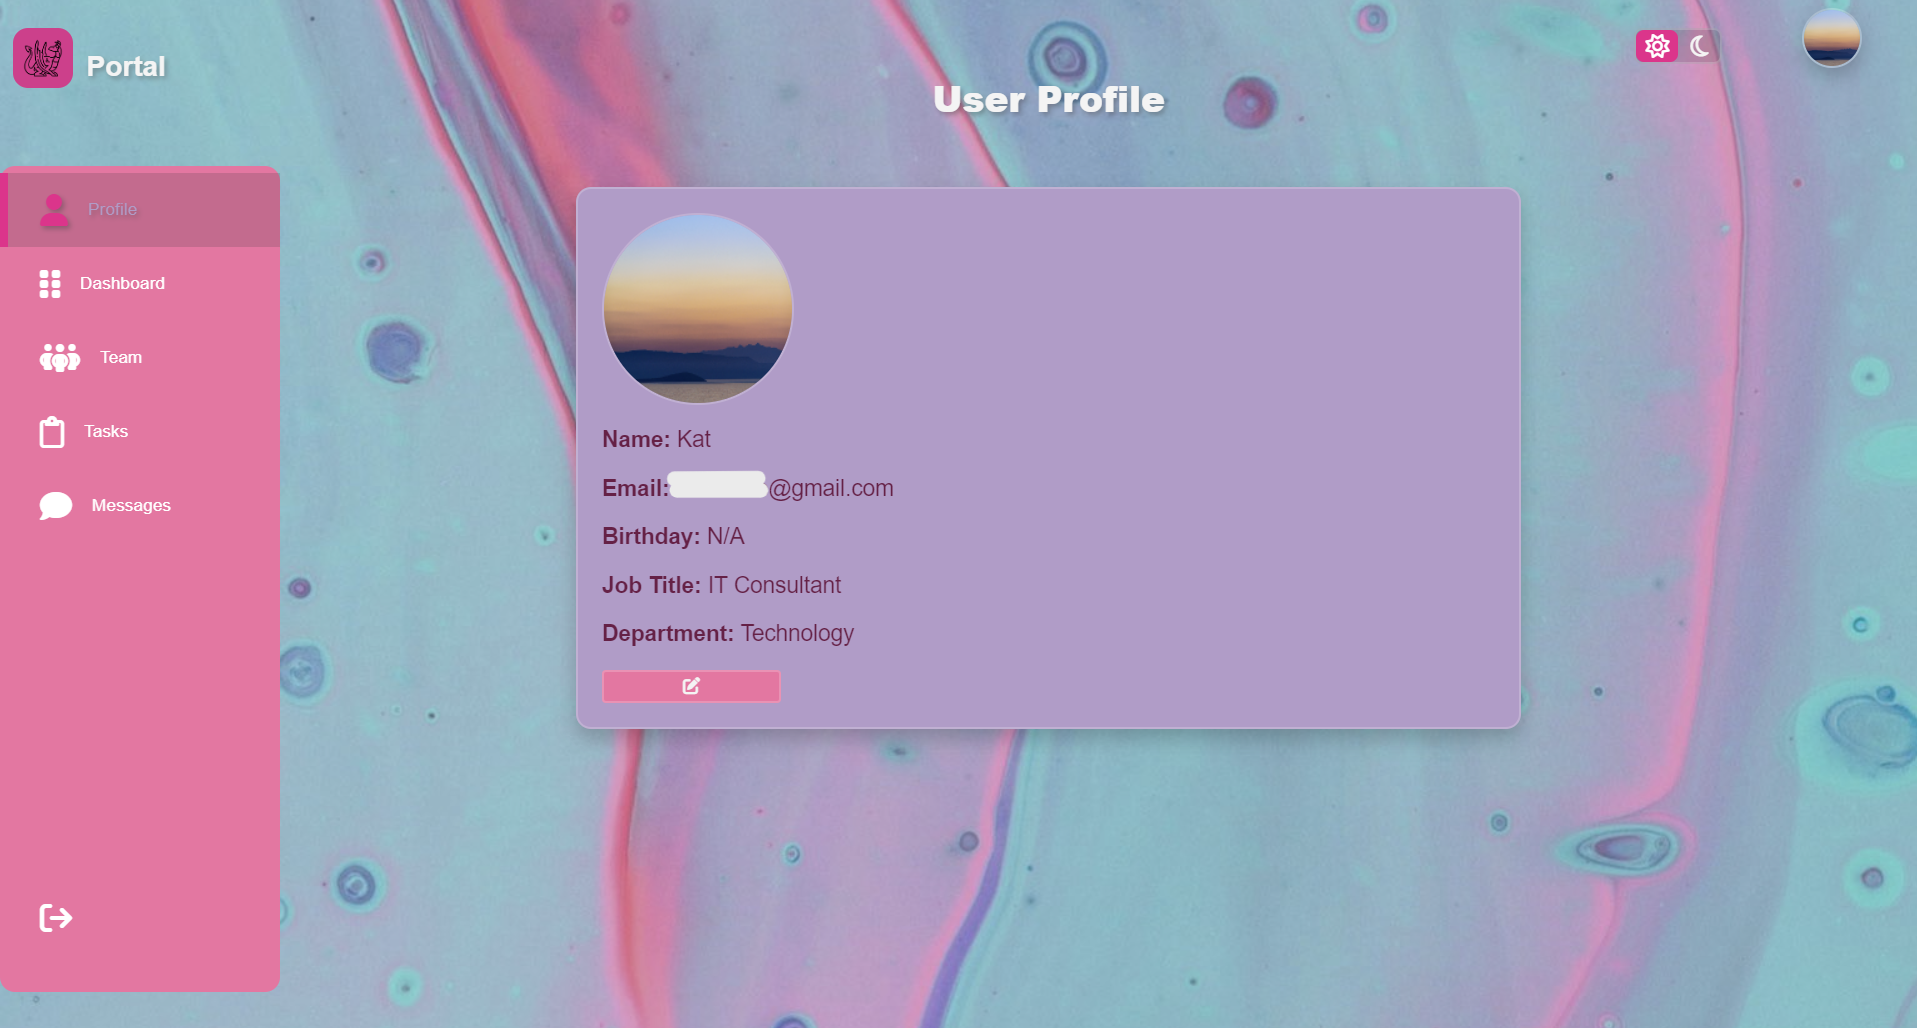 Portal
User Profile
Profile
Dashboard
Team
Tasks
Messages
Name: Kat
Email: @gmail.com
Birthday: N/A
Job Title: IT Consultant
Department: Technology